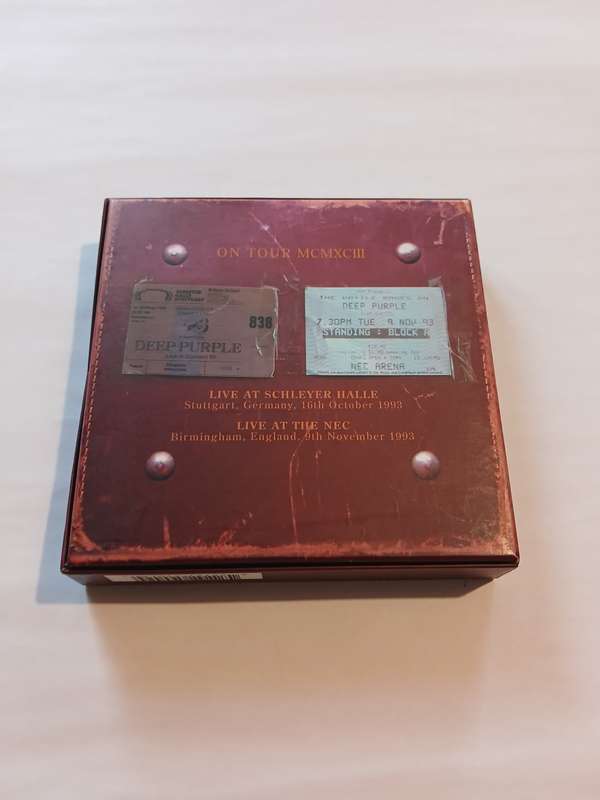 ON TOUR MCMXCIII
838
DEEP PURPLE
DEEP PURPLE
7.30PM TUE 9 NOV 93
STANDING : BLOCK
NEC ARENA
LIVE AT SCHLEYER HALLE
Stuttgart, Germany, 16th October 1993
LIVE AT THE NEC
Birmingham, England, 9th November 1993